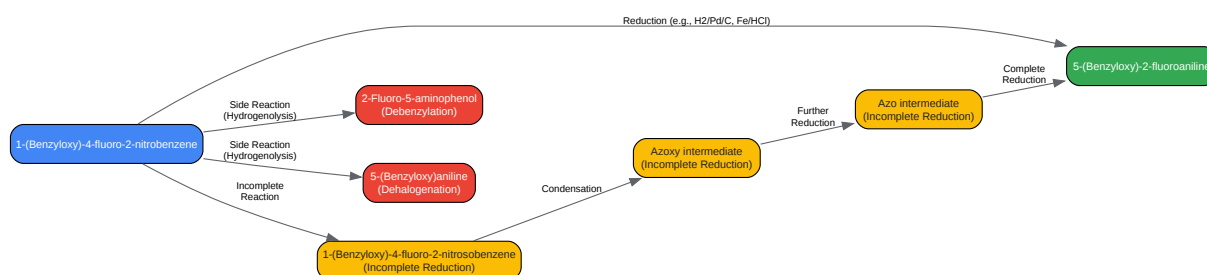 Reduction (e.g., H2/Pd/C, Fe/HCl)
5-(Benzyloxy)-2-fluoroaniline
Complete
Reduction
Azo intermediate
(Incomplete Reduction)
Further
Reduction
2-Fluoro-5-aminophenol
(Debenzylation)
Side Reaction
(Hydrogenolysis)
1-(Benzyloxy)-4-fluoro-2-nitrobenzene
Side Reaction
(Hydrogenolysis)
Azoxy intermediate
(Incomplete Reduction)
5-(Benzyloxy)aniline
(Dehalogenation)
Incomplete
Reaction
Condensation
1-(Benzyloxy)-4-fluoro-2-nitrosobenzene
(Incomplete Reduction)